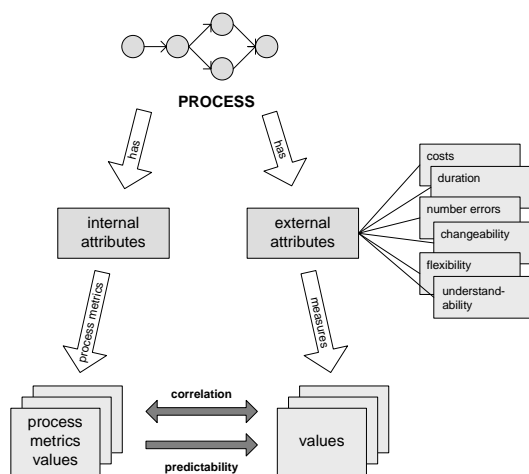 PROCESS
has
has
internal
attributes
external
attributes
costs
duration
number errors
changeability
flexibility
understand-
ability
process metrics
measures
process
metrics
values
correlation
predictability
values